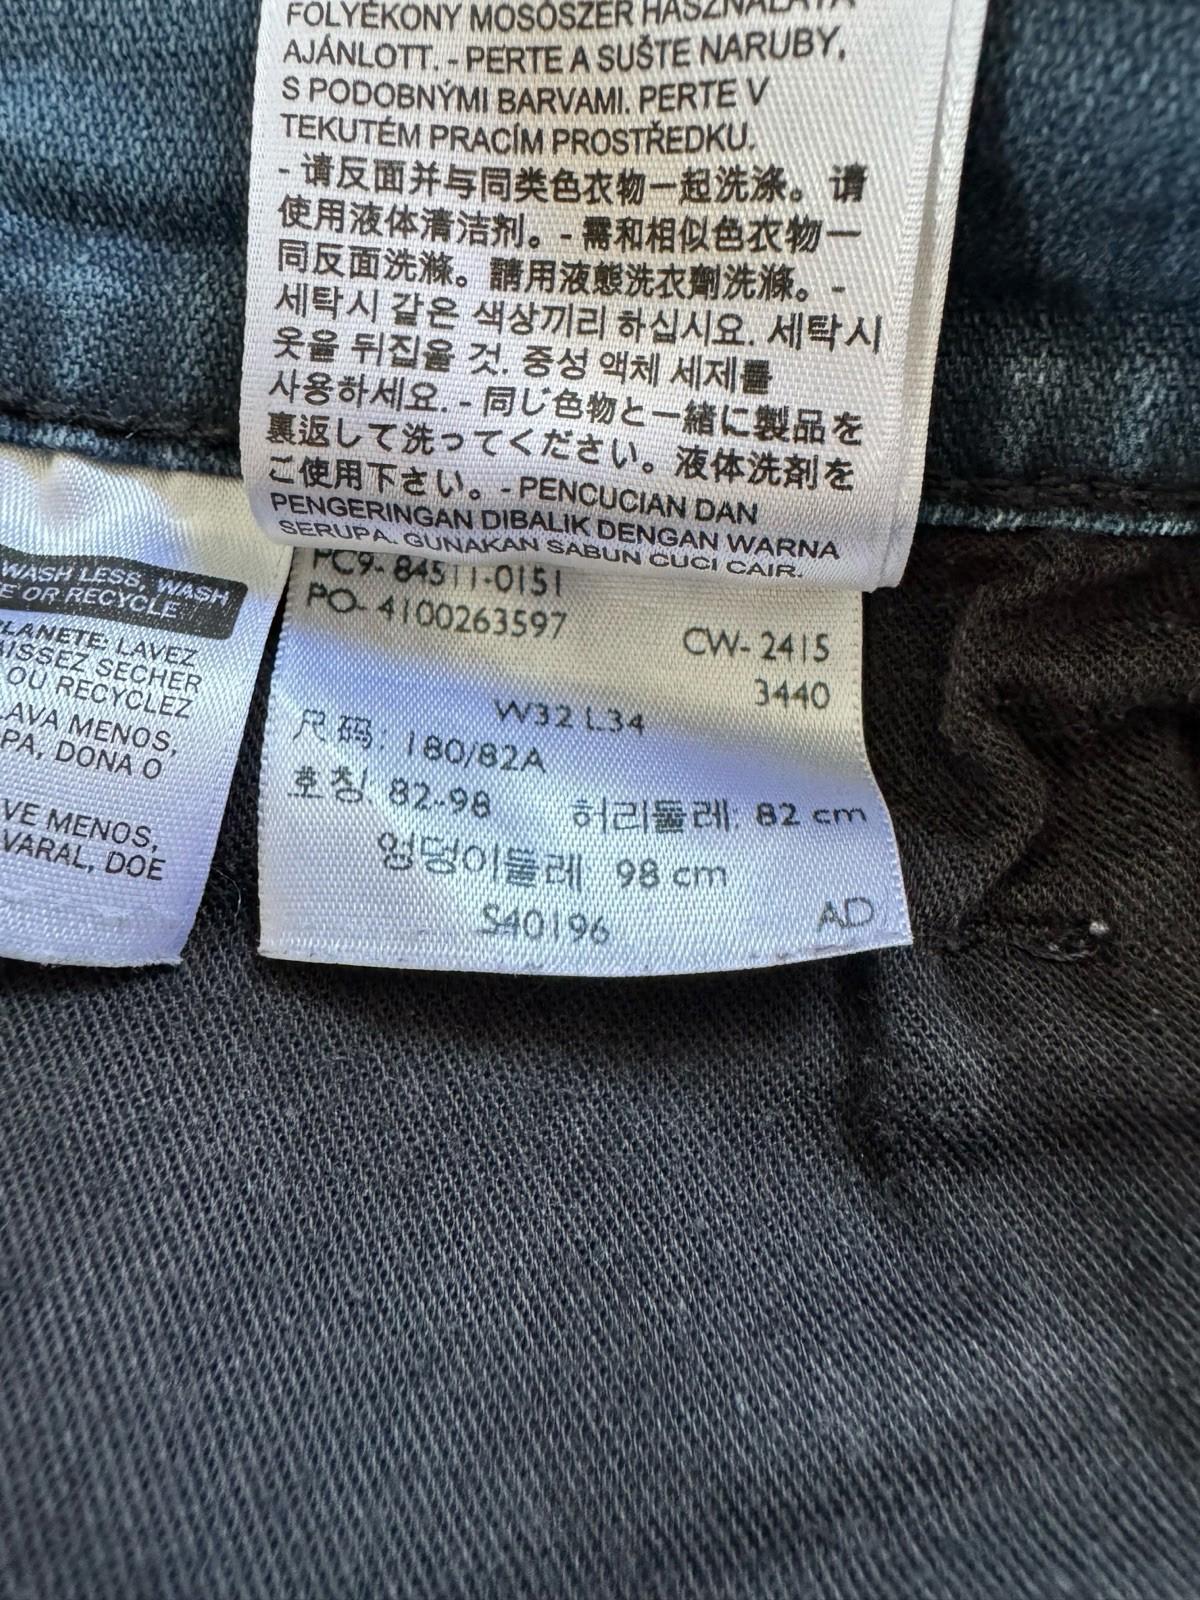 FOLYÉKONY MOSÓSZER HASZNÁLATA
AJÁNLOTT. - PERTE A SUŠTE NARUBY,
S PODOBNÝMI BARVAMI. PERTE V
TEKUTÉM PRACÍM PROSTŘEDKU.
- 请反面并与同类色衣物一起洗涤。 请
使用液体清洁剂。- 需和相似色衣物一
同反面洗滌。 請用液態洗衣劑洗滌。 -
세탁시 같은 색상끼리 하십시요. 세탁시
옷을 뒤집을 것. 중성 액체 세제를
사용하세요. - 同じ色物と一緒に製品を
裏返して洗ってください。液体洗剤を
ご使用下さい。- PENCUCIAN DAN
PENGERINGAN DIBALIK DENGAN WARNA
SERUPA. GUNAKAN SABUN CUCI CAIR.
WASH LESS, WASH
E OR RECYCLE
PLANETE: LAVEZ
AISSEZ SECHER
OU RECYCLEZ
LAVA MENOS,
PA, DONA O
VE MENOS,
VARAL, DOE
PC9- 84511-0151
PO- 4100263597
CW- 2415
3440
W32 L34
尺码: 180/82A
호칭: 82-98 허리둘레: 82 cm
엉덩이둘레 98 cm
S40196 AD